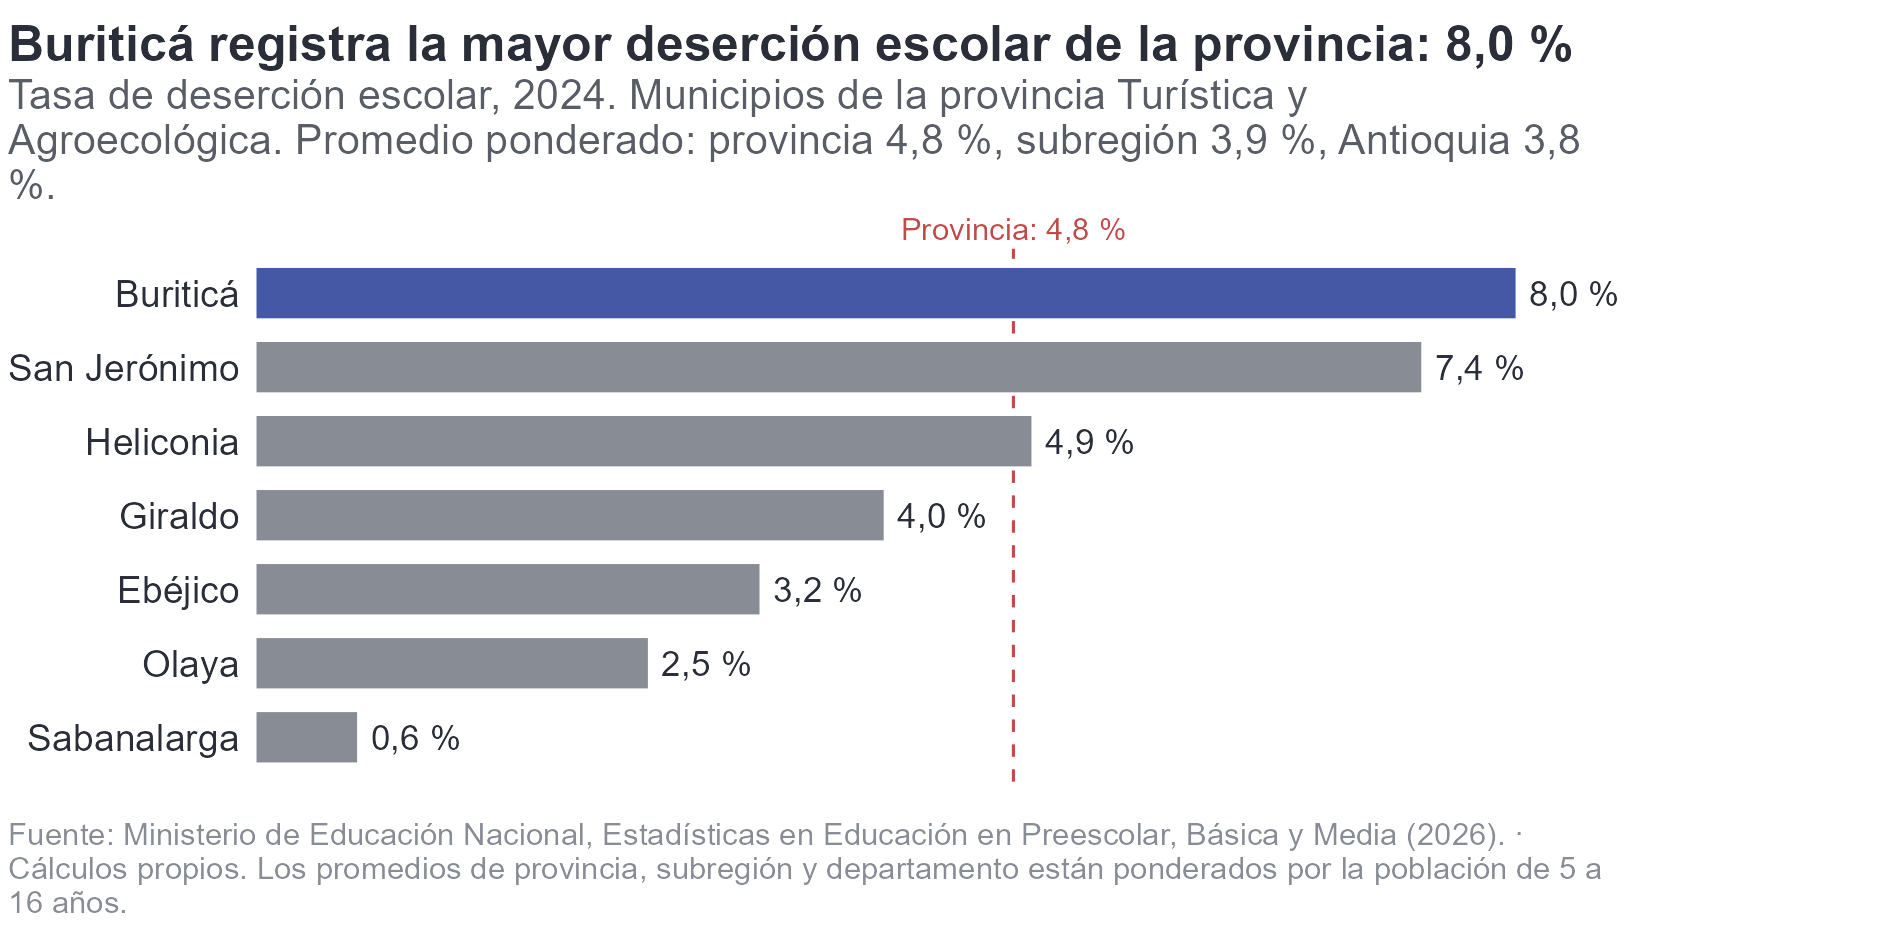 Buriticá registra la mayor deserción escolar de la provincia: 8,0 %
Tasa de deserción escolar, 2024. Municipios de la provincia Turística y
Agroecológica. Promedio ponderado: provincia 4,8 %, subregión 3,9 %, Antioquia 3,8
%.
Provincia: 4,8 %
Buriticá 8,0 %
San Jerónimo 7,4 %
Heliconia 4,9 %
Giraldo 4,0 %
Ebéjico 3,2 %
Olaya 2,5 %
Sabanalarga 0,6 %
Fuente: Ministerio de Educación Nacional, Estadísticas en Educación en Preescolar, Básica y Media (2026). ·
Cálculos propios. Los promedios de provincia, subregión y departamento están ponderados por la población de 5 a
16 años.